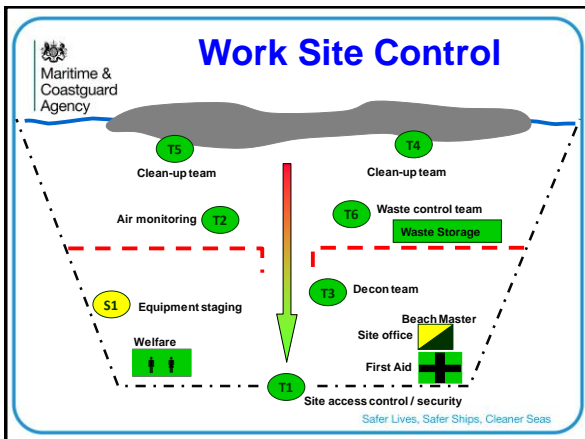 Work Site Control
Maritime &
Coastguard
Agency
T5
T4
Clean-up team
Clean-up team
Air monitoring
T2
T6
Waste control team
Waste Storage
T3
Decon team
S1
Equipment staging
Beach Master
Site office
Welfare
First Aid
T1
Site access control / security
Safer Lives, Safer Ships, Cleaner Seas